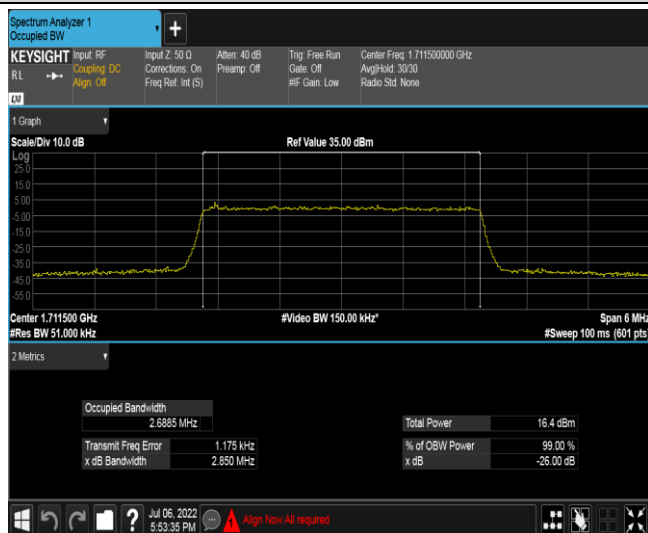 Spectrum Analyzer 1
Occupied BW
+
KEYSIGHT Input: RF Input Z: 50 Ω Atten: 40 dB Trig: Free Run Center Freq: 1.711500000 GHz
RL Coupling: DC Corrections: On Preamp: Off Gate: Off Avg|Hold: 30/30
Align: Off Freq Ref: Int (S) #IF Gain: Low Radio Std: None
LXI
1 Graph
Scale/Div 10.0 dB Ref Value 35.00 dBm
Log
25.0
15.0
5.00
-5.00
-15.0
-25.0
-35.0
-45.0
-55.0
Center 1.711500 GHz #Video BW 150.00 kHz* Span 6 MHz
#Res BW 51.000 kHz #Sweep 100 ms (601 pts)
2 Metrics
Occupied Bandwidth
2.6885 MHz Total Power 16.4 dBm
Transmit Freq Error 1.175 kHz % of OBW Power 99.00 %
x dB Bandwidth 2.850 MHz x dB -26.00 dB
? Jul 06, 2022
5:53:35 PM Align Now All required